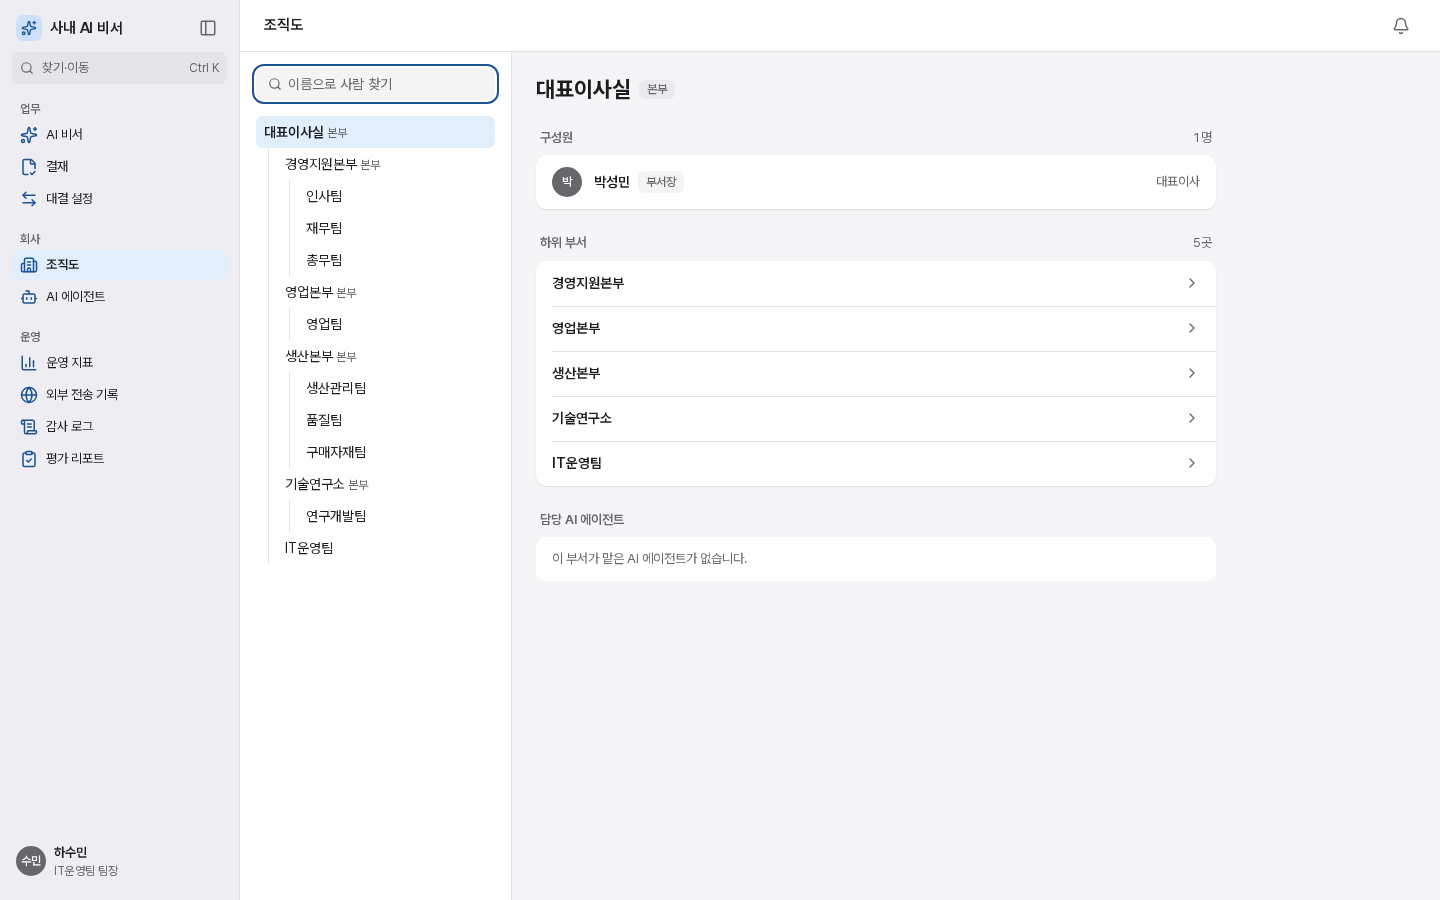 사내 AI 비서
찾기·이동 Ctrl K
업무
AI 비서
결재
대결 설정
회사
조직도
AI 에이전트
운영
운영 지표
외부 전송 기록
감사 로그
평가 리포트
수민
하수민
IT운영팀 팀장
조직도
이름으로 사람 찾기
대표이사실 본부
경영지원본부 본부
인사팀
재무팀
총무팀
영업본부 본부
영업팀
생산본부 본부
생산관리팀
품질팀
구매자재팀
기술연구소 본부
연구개발팀
IT운영팀
대표이사실 본부
구성원 1명
박 박성민 부서장 대표이사
하위 부서 5곳
경영지원본부
영업본부
생산본부
기술연구소
IT운영팀
담당 AI 에이전트
이 부서가 맡은 AI 에이전트가 없습니다.